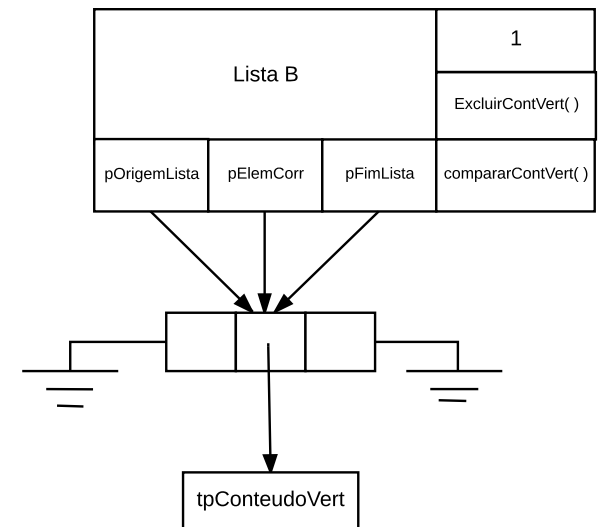 Lista B
1
ExcluirContVert( )
pOrigemLista
pElemCorr
pFimLista
compararContVert( )
tpConteudoVert